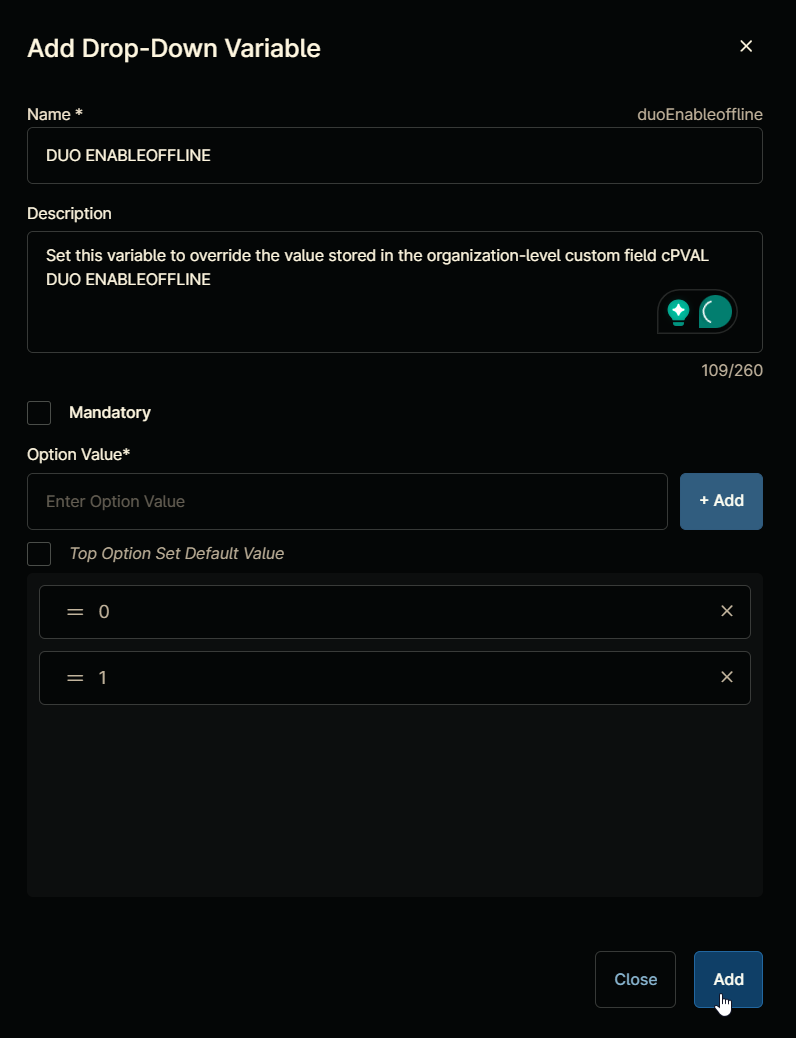 Add Drop-Down Variable
Name *
duoEnableoffline
DUO ENABLEOFFLINE
Description
Set this variable to override the value stored in the organization-level custom field cPVAL
DUO ENABLEOFFLINE
109/260
Mandatory
Option Value*
Enter Option Value
+ Add
Top Option Set Default Value
0
1
Close
Add